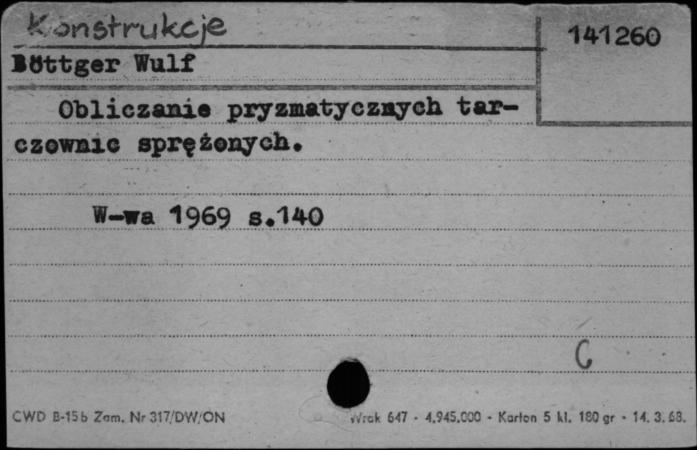 Konstrukcje
141260
Böttger Wulf
Obliczanie pryzmatycznych tar-
czownic sprężonych.
W-wa 1969 s.140
C
CWD B-15b Zam. Nr 317/DW/ON
Wrak 647 - 4.945.000 - Karton 5 kl. 180 gr - 14. 3. 68.